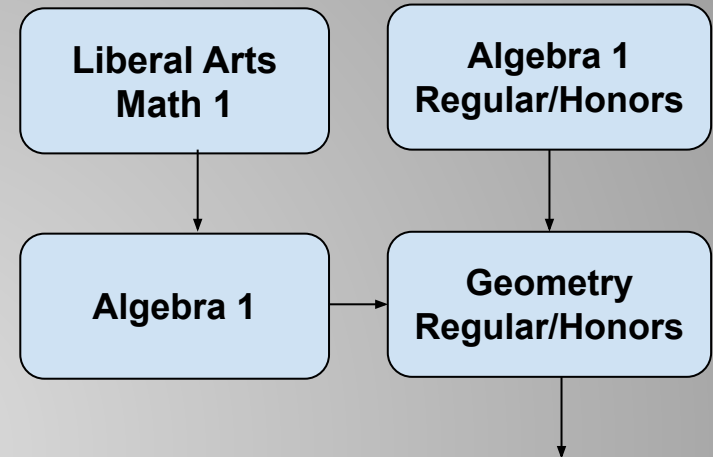 Liberal Arts
Math 1
Algebra 1
Regular/Honors
Algebra 1
Geometry
Regular/Honors